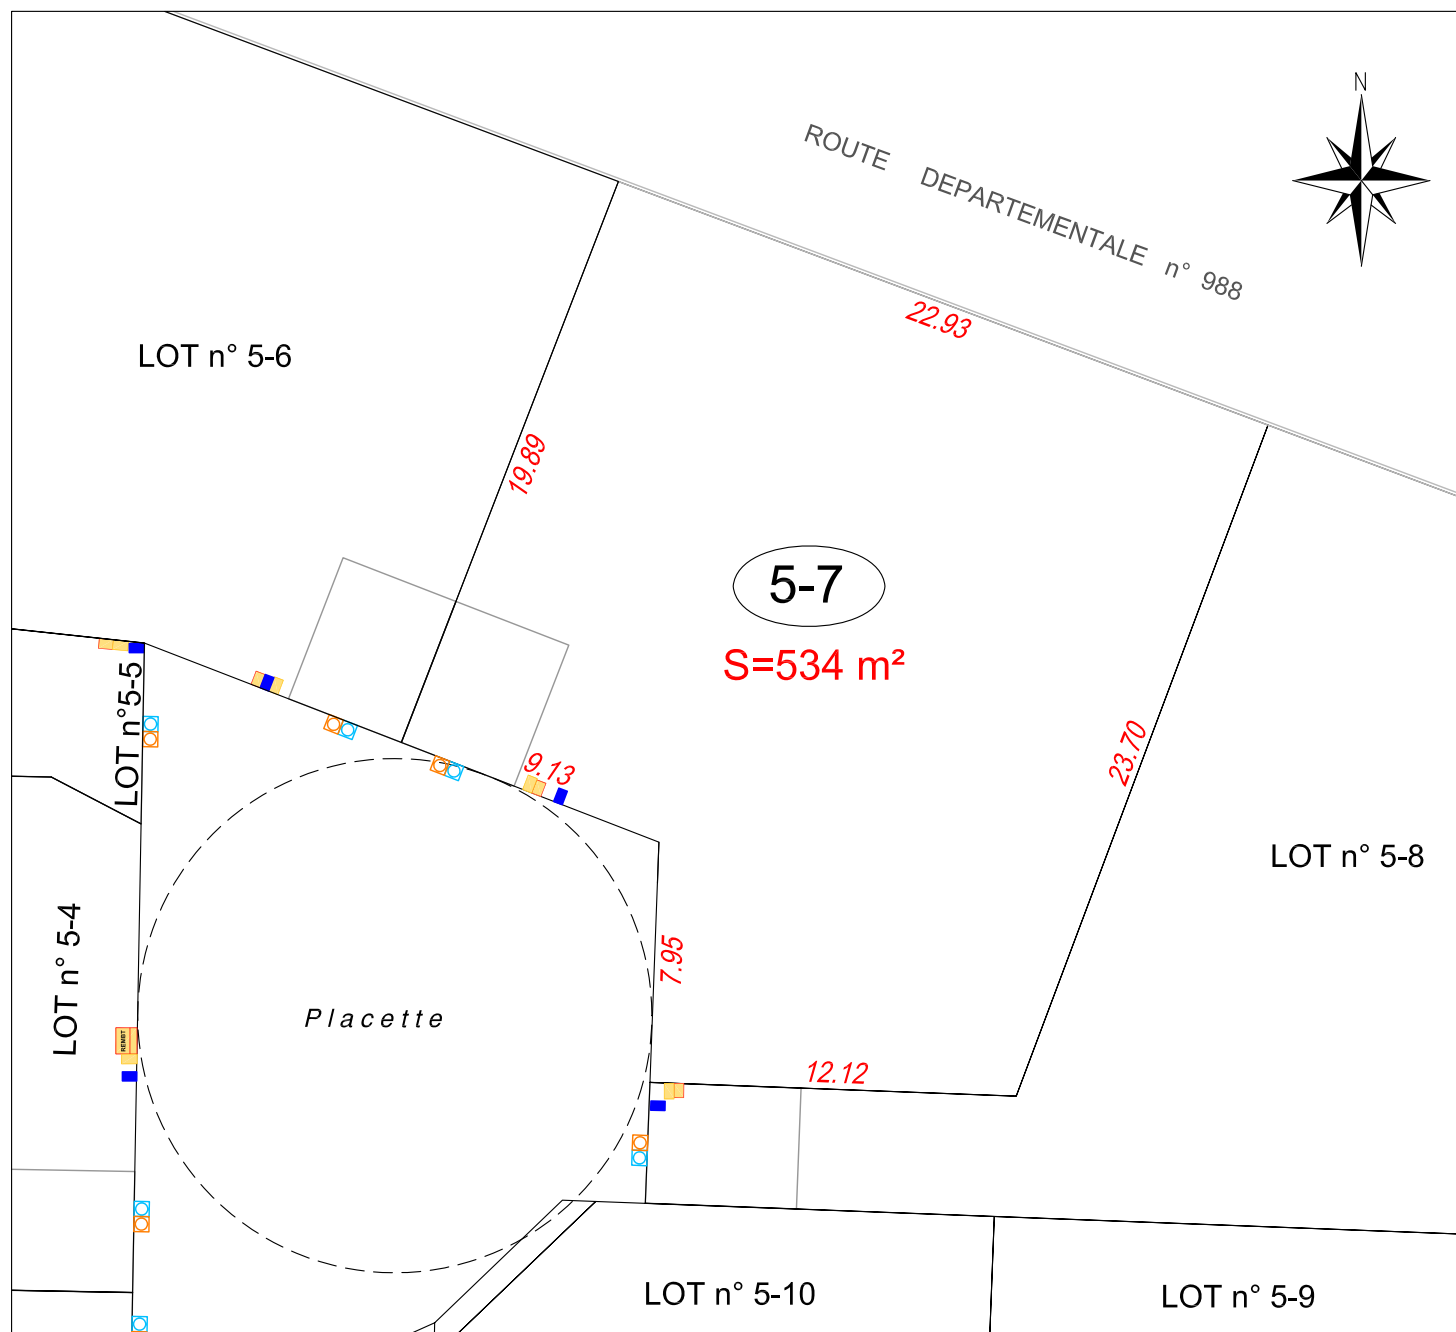 N
ROUTE DEPARTEMENTALE n° 988
22.93
LOT n° 5-6
19.89
5-7
S=534 m²
LOT n°5-5
9.13
23.70
LOT n° 5-8
LOT n° 5-4
7.95
Placette
REMBT
12.12
LOT n° 5-10
LOT n° 5-9